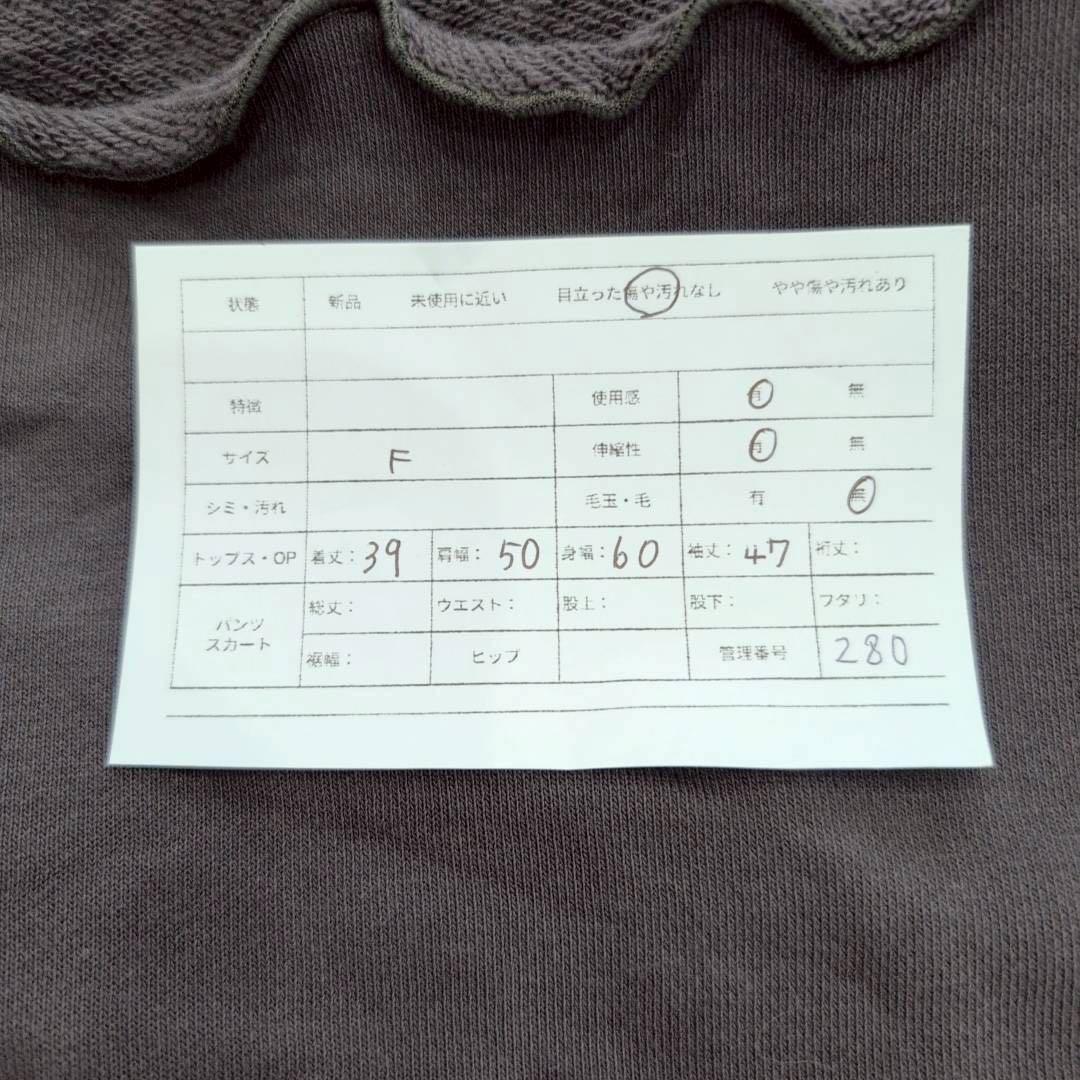 状態 新品 未使用に近い 目立った傷や汚れなし やや傷や汚れあり
特徴 使用感 有 無
サイズ F 伸縮性 有 無
シミ・汚れ 毛玉・毛 有 無
トップス・OP 着丈：39 肩幅：50 身幅：60 袖丈：47 裄丈：
パンツ スカート 総丈： ウエスト： 股上： 股下： ワタリ：
裾幅： ヒップ 管理番号 280